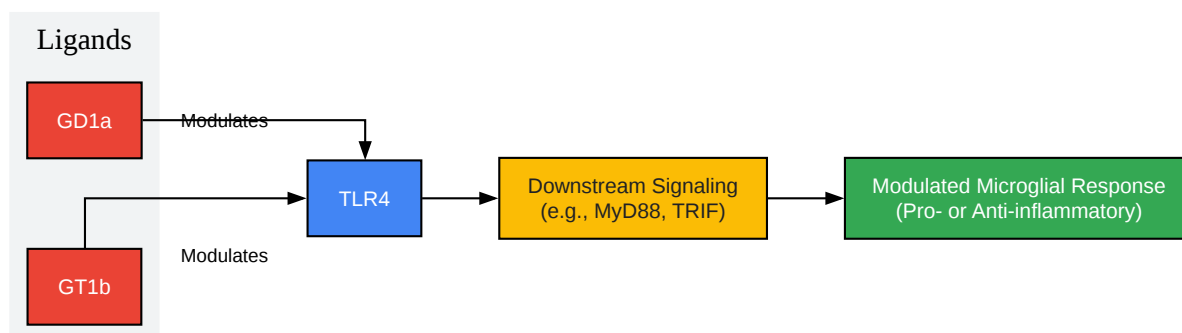 Ligands
GD1a
Modulates
TLR4
Downstream Signaling
(e.g., MyD88, TRIF)
Modulated Microglial Response
(Pro- or Anti-inflammatory)
Modulates
GT1b